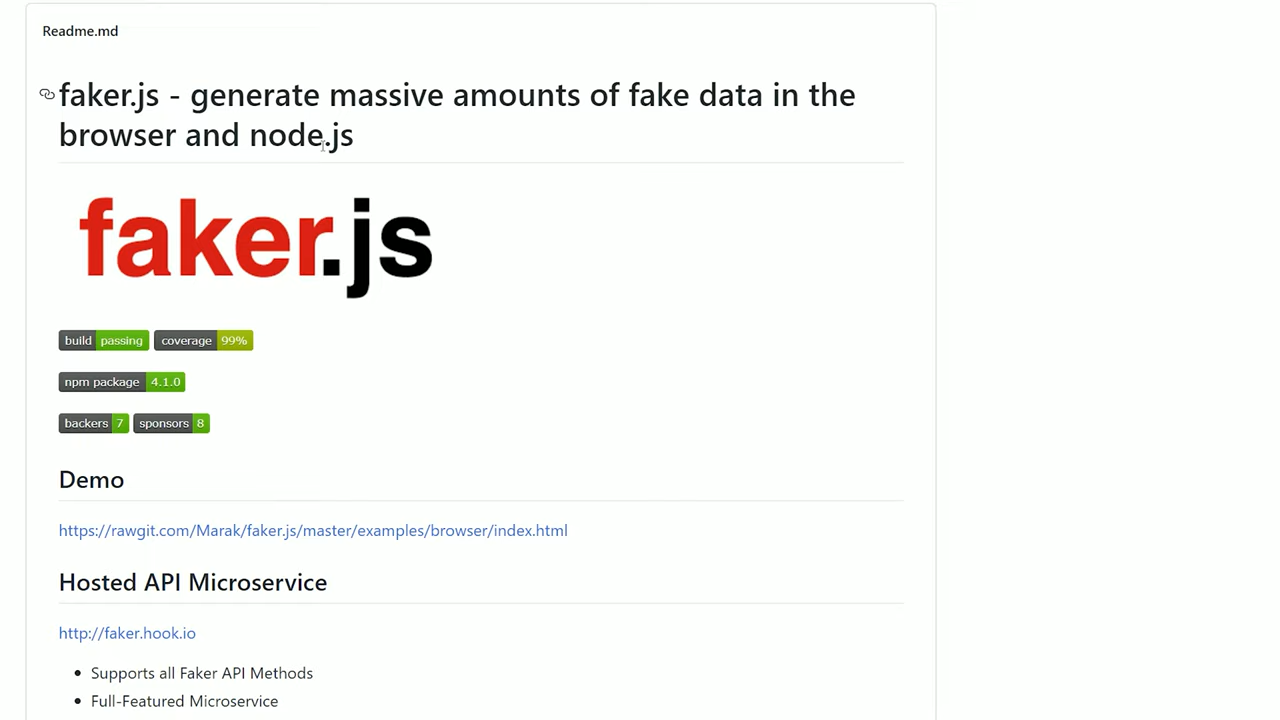 Readme.md
faker.js - generate massive amounts of fake data in the
browser and node.js
faker.js
build passing coverage 99%
npm package 4.1.0
backers 7 sponsors 8
Demo
https://rawgit.com/Marak/faker.js/master/examples/browser/index.html
Hosted API Microservice
http://faker.hook.io
• Supports all Faker API Methods
• Full-Featured Microservice